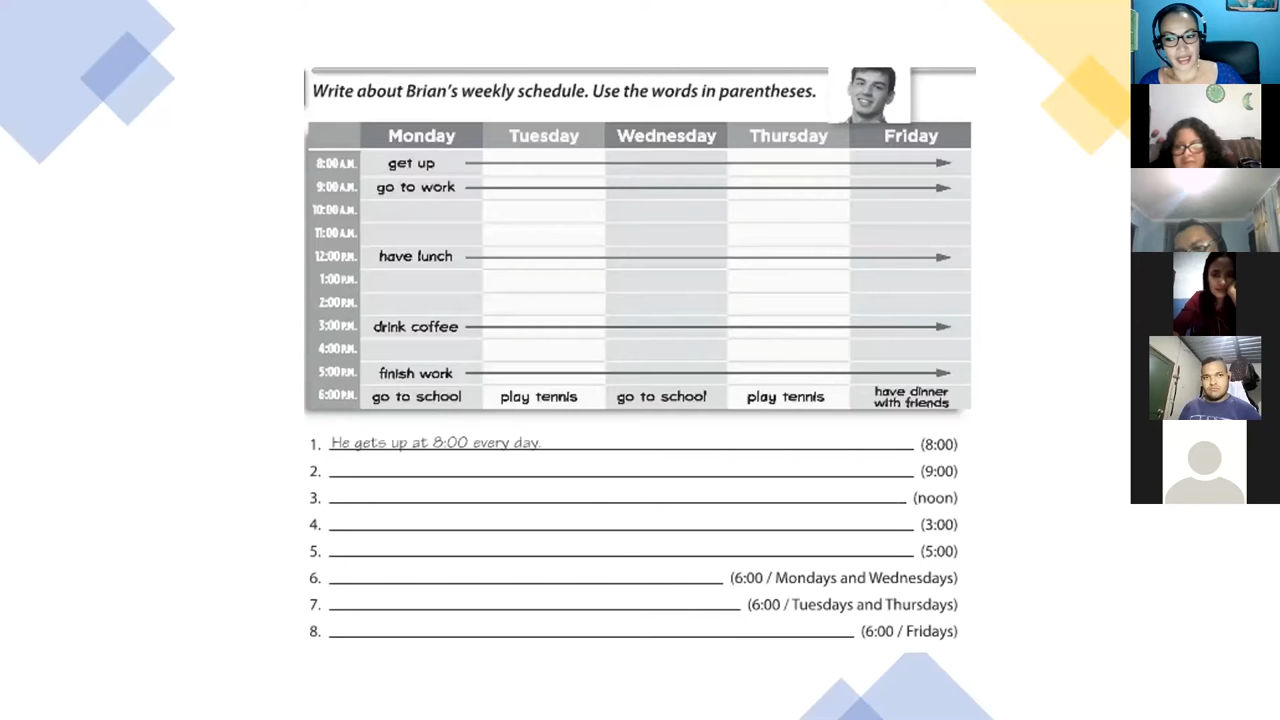 Write about Brian's weekly schedule. Use the words in parentheses.
Monday Tuesday Wednesday Thursday Friday
8:00 A.M. get up
9:00 A.M. go to work
10:00 A.M.
11:00 A.M.
12:00 P.M. have lunch
1:00 P.M.
2:00 P.M.
3:00 P.M. drink coffee
4:00 P.M.
5:00 P.M. finish work
6:00 P.M. go to school play tennis go to school play tennis have dinner
with friends
1. He gets up at 8:00 every day. (8:00)
2. (9:00)
3. (noon)
4. (3:00)
5. (5:00)
6. (6:00 / Mondays and Wednesdays)
7. (6:00 / Tuesdays and Thursdays)
8. (6:00 / Fridays)